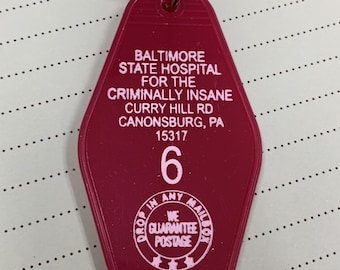 BALTIMORE
STATE HOSPITAL
FOR THE
CRIMINALLY INSANE
CURRY HILL RD
CANONSBURG, PA
15317
6
DROP IN ANY MAILBOX
WE
GUARANTEE
POSTAGE